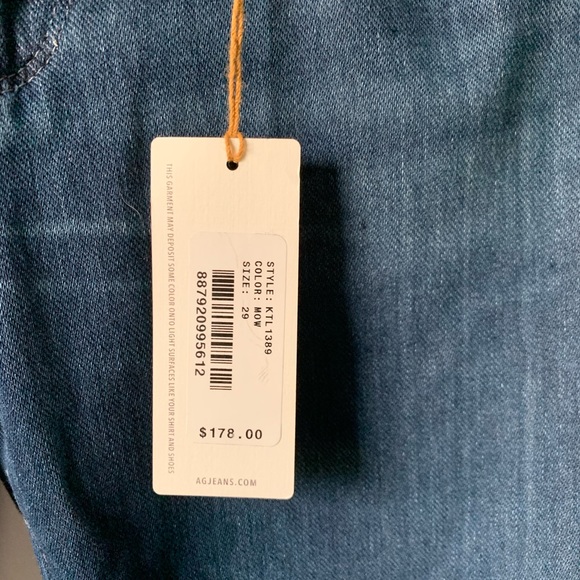 THIS GARMENT MAY DEPOSIT SOME COLOR ONTO LIGHT SURFACES LIKE YOUR SHIRT AND SHOES
STYLE: KTL1389
COLOR: MOW
SIZE: 29
887920995612
$178.00
AGJEANS.COM